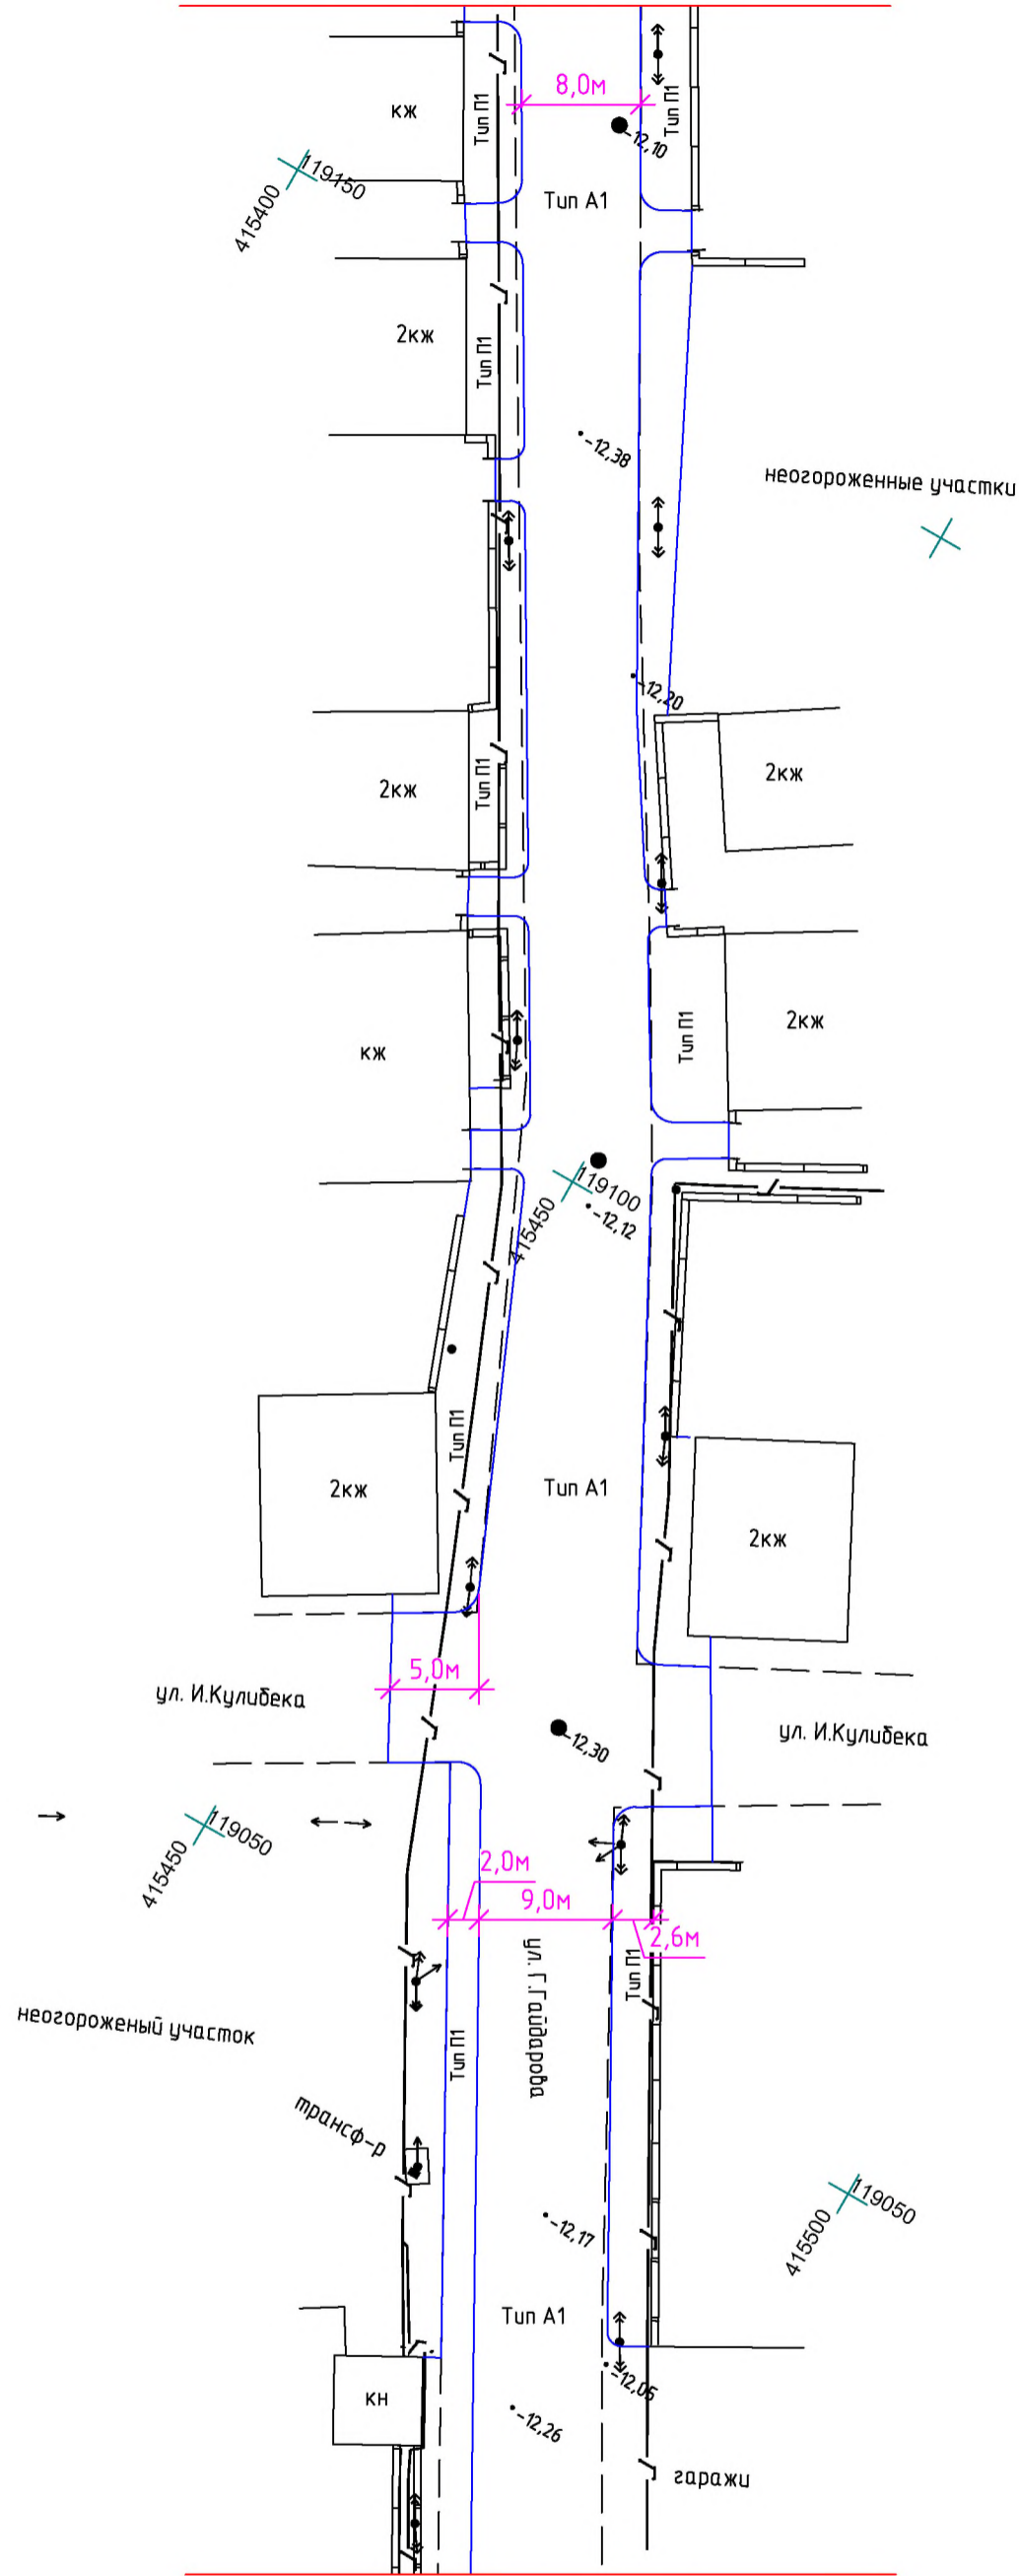 8,0м
кж
Тип П1
Тип П1
-12,10
119150
415400
Тип А1
2кж
Тип П1
-12,38
неогороженные участки
-12,20
2кж
Тип П1
2кж
кж
Тип П1
2кж
119100
415450
-12,12
Тип П1
2кж
Тип А1
2кж
5,0м
ул. И.Кулибека
ул. И.Кулибека
-12,30
119050
415450
2,0м
9,0м
2,6м
Тип П1
ул. Г.Гайдарова
неогороженый участок
Тип П1
трансф-р
119050
415500
-12,17
Тип А1
-12,05
кн
-12,26
гаражи